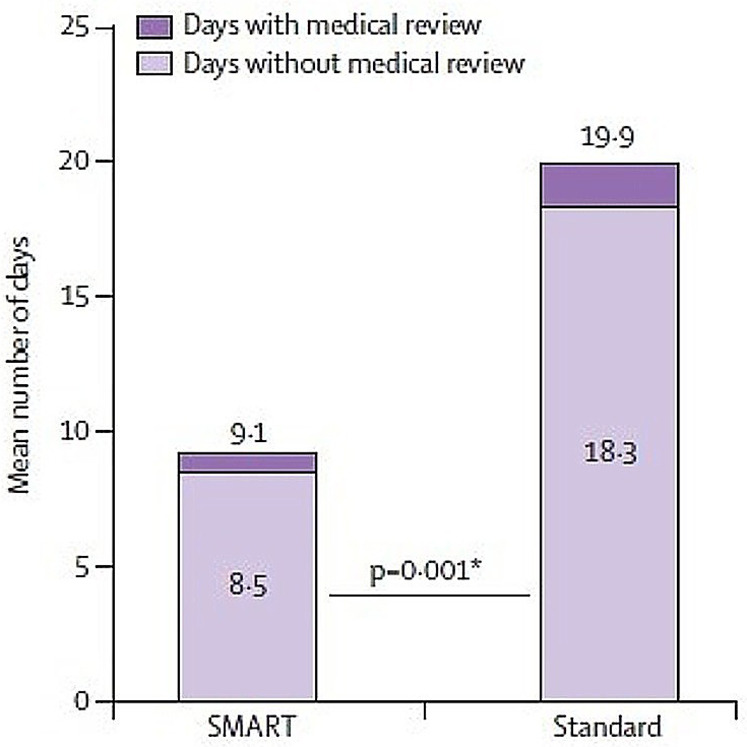 Days with medical review
Days without medical review
Mean number of days
25
20
15
10
5
0
19·9
18·3
9·1
8·5
p=0·001*
SMART
Standard